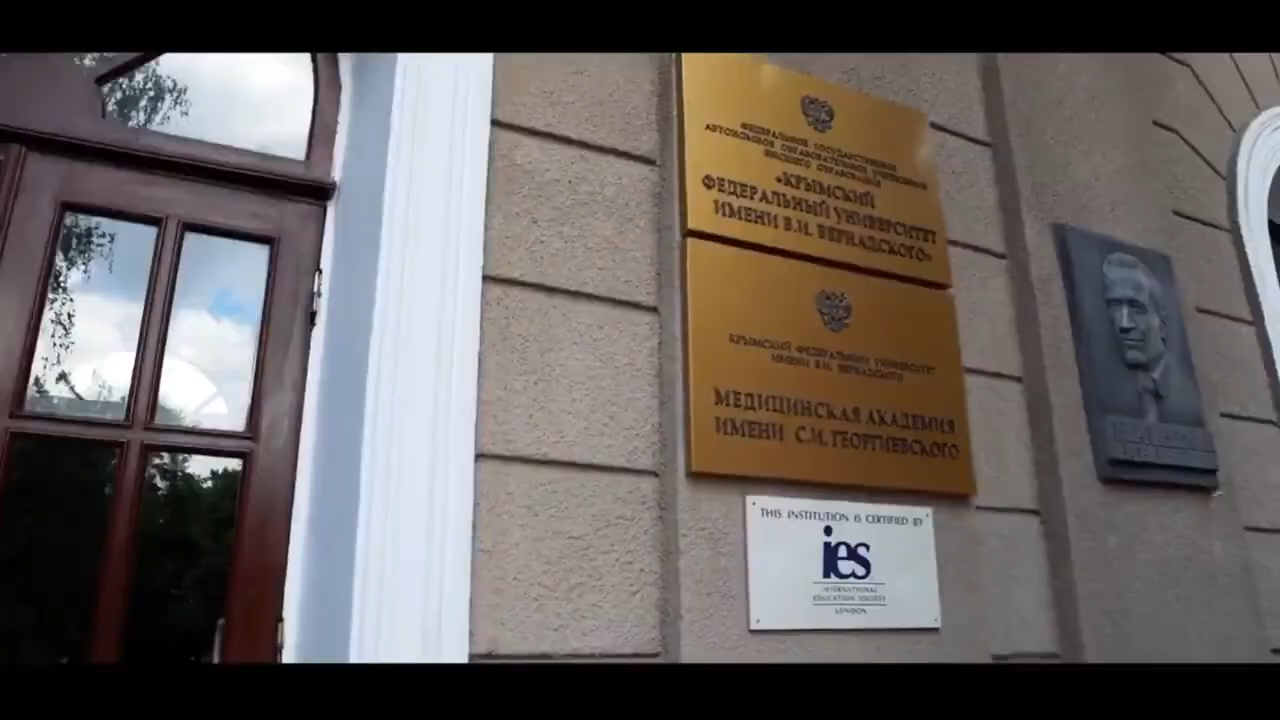 ФЕДЕРАЛЬНОЕ ГОСУДАРСТВЕННОЕ
АВТОНОМНОЕ ОБРАЗОВАТЕЛЬНОЕ УЧРЕЖДЕНИЕ
ВЫСШЕГО ОБРАЗОВАНИЯ
«КРЫМСКИЙ
ФЕДЕРАЛЬНЫЙ УНИВЕРСИТЕТ
ИМЕНИ В.И. ВЕРНАДСКОГО»
КРЫМСКИЙ ФЕДЕРАЛЬНЫЙ УНИВЕРСИТЕТ
ИМЕНИ В.И. ВЕРНАДСКОГО
МЕДИЦИНСКАЯ АКАДЕМИЯ
ИМЕНИ С.И. ГЕОРГИЕВСКОГО
THIS INSTITUTION IS CERTIFIED BY
ies
INTERNATIONAL
EDUCATION SOCIETY
LONDON